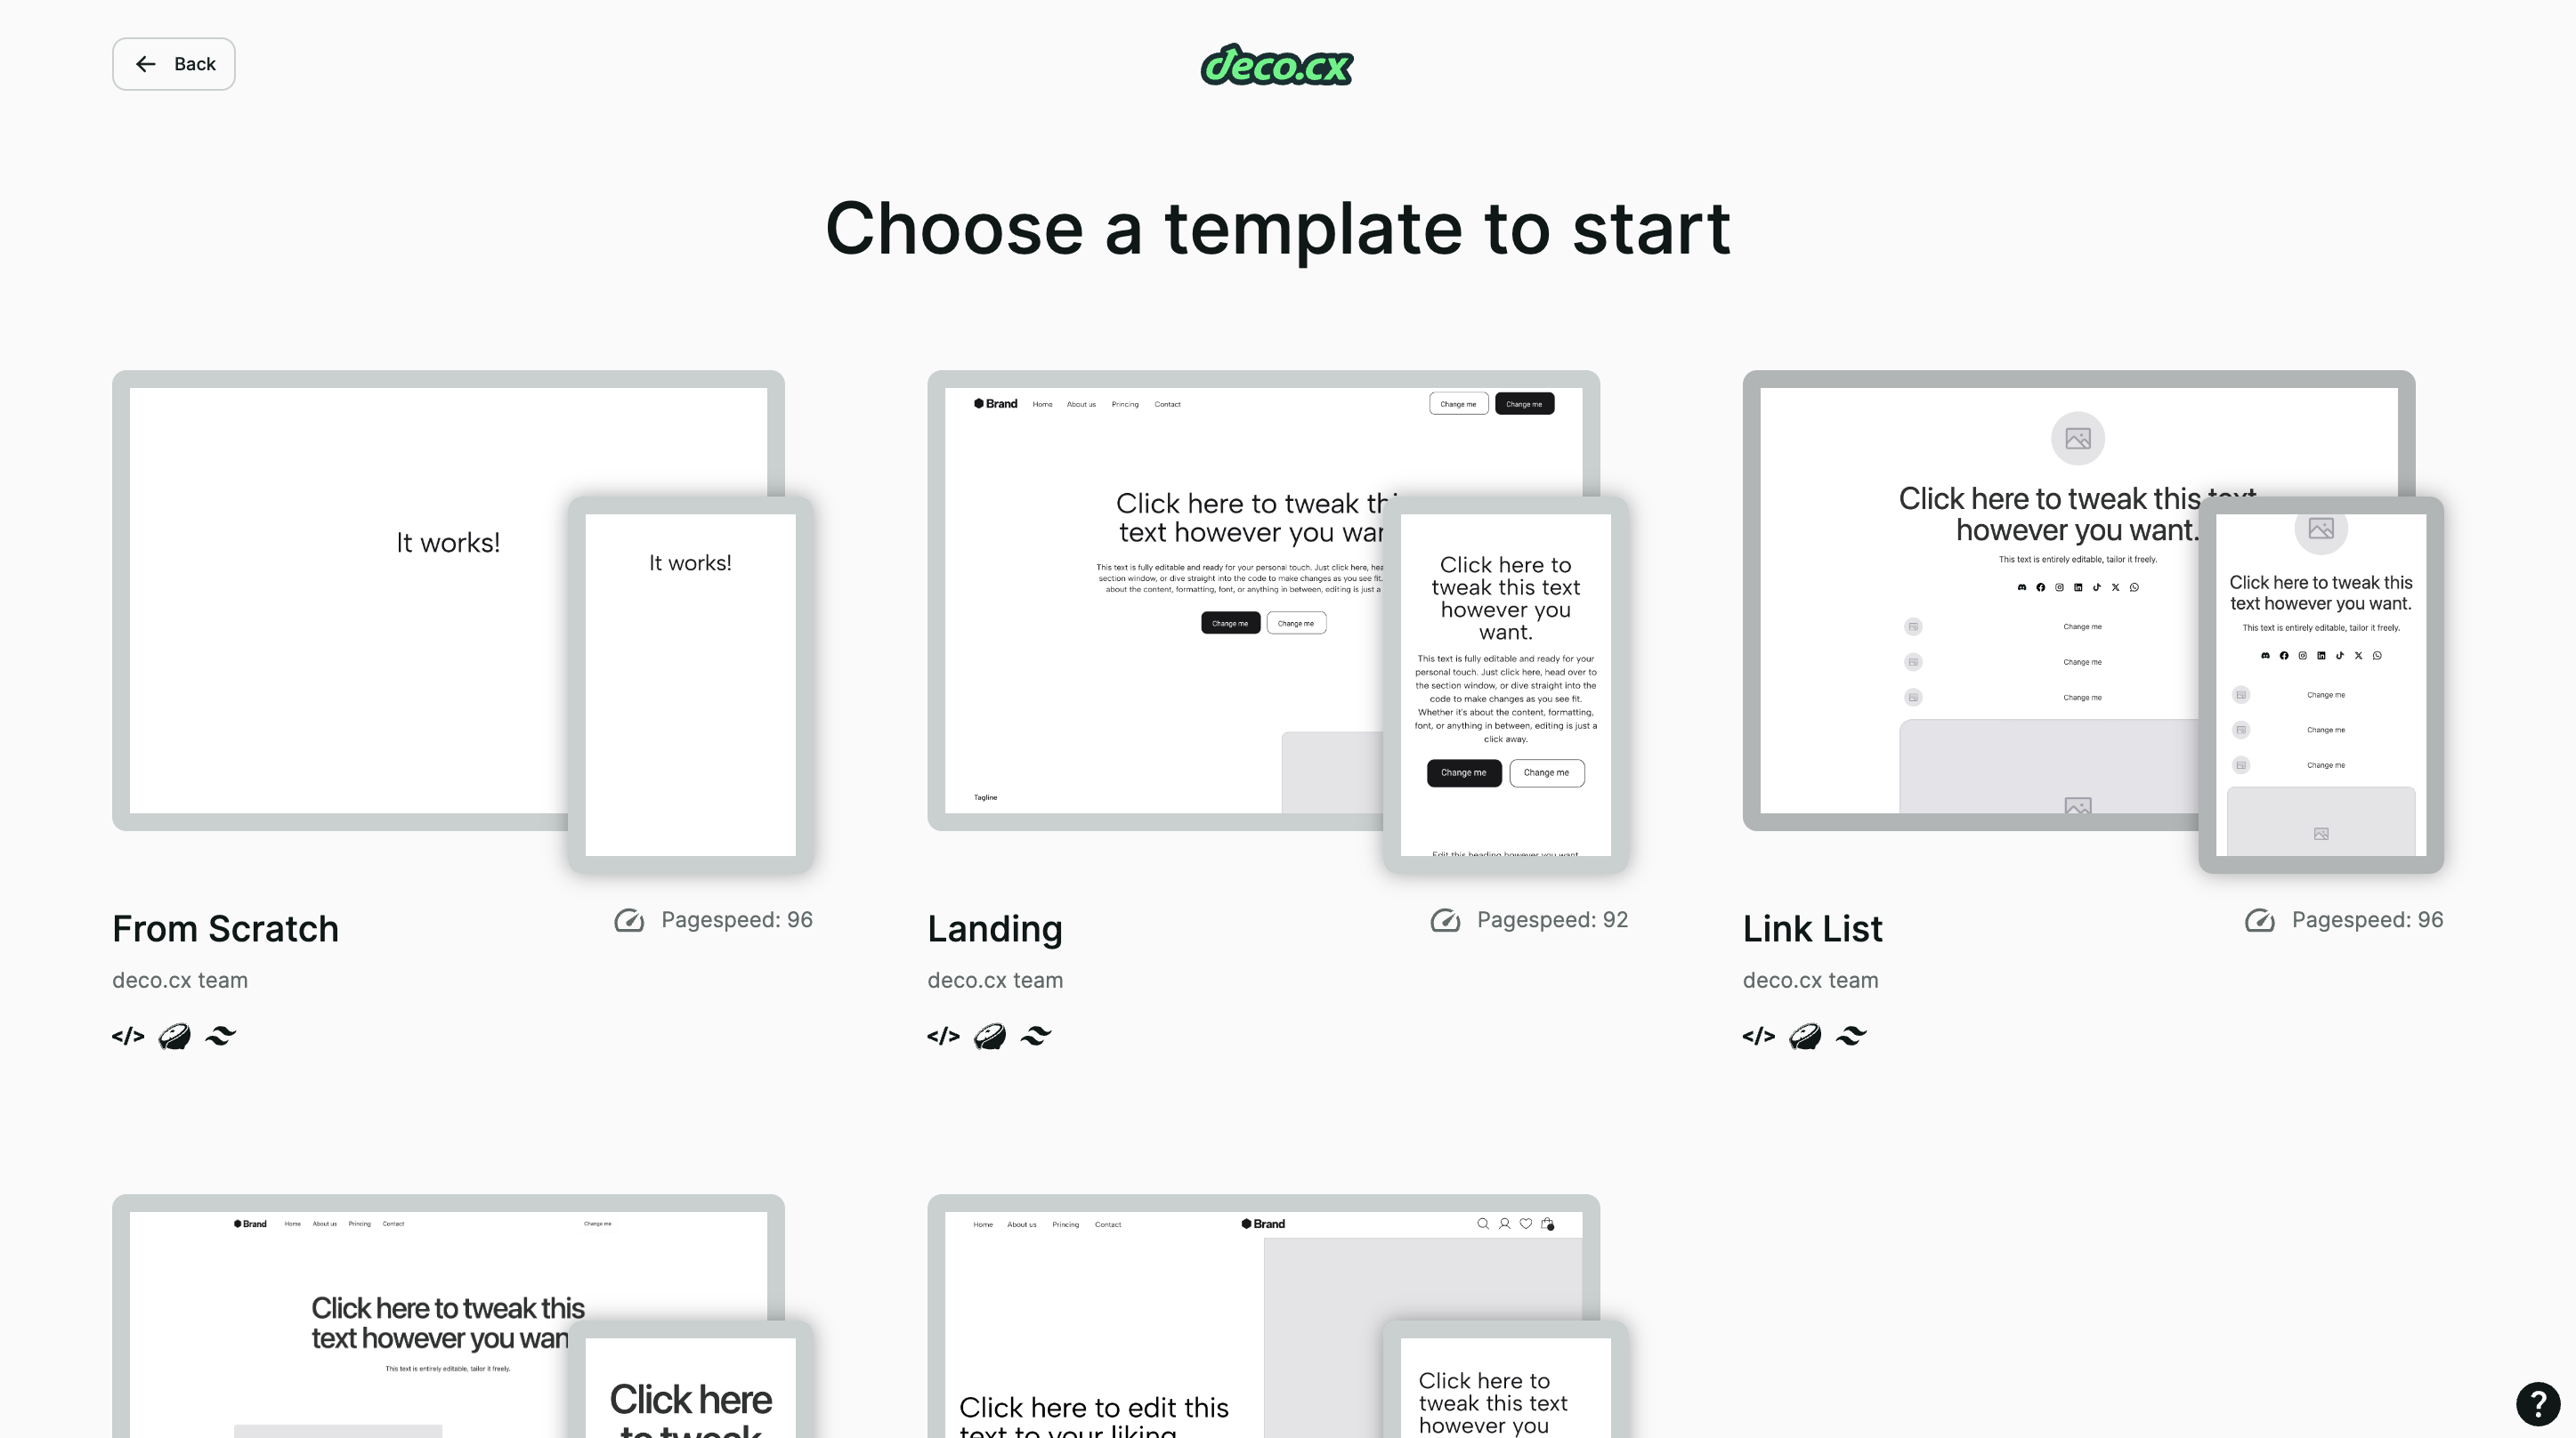 Back
deco.cx
Choose a template to start
It works!
It works!
From Scratch
Pagespeed: 96
deco.cx team
</>
Brand
Home
About us
Princing
Contact
Change me
Change me
Click here to tweak thi
text however you wan
This text is fully editable and ready for your personal touch. Just click here, hea
section window, or dive straight into the code to make changes as you see fit.
about the content, formatting, font, or anything in between, editing is just a
Change me
Change me
Tagline
Click here to
tweak this text
however you
want.
This text is fully editable and ready for your
personal touch. Just click here, head over to
the section window, or dive straight into the
code to make changes as you see fit.
Whether it's about the content, formatting,
font, or anything in between, editing is just a
click away.
Change me
Change me
Edit this heading however you want
Landing
Pagespeed: 92
deco.cx team
</>
Click here to tweak this text
however you want.
This text is entirely editable, tailor it freely.
Change me
Change me
Change me
Click here to tweak this
text however you want.
This text is entirely editable, tailor it freely.
Change me
Change me
Change me
Link List
Pagespeed: 96
deco.cx team
</>
Brand
Home
About us
Princing
Contact
Change me
Click here to tweak this
text however you wan
This text is entirely editable, tailor it freely.
Click here
to tweak
Home
About us
Princing
Contact
Brand
Click here to edit this
text to your liking
Click here to
tweak this text
however you
?